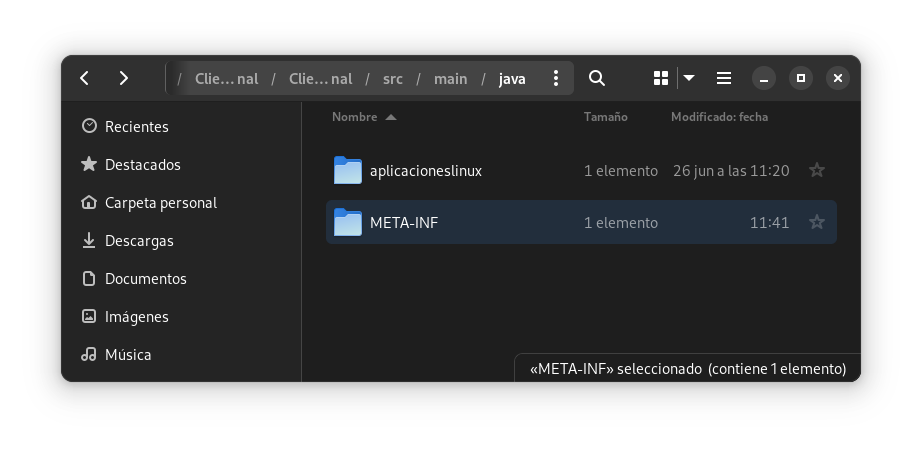 / Clie…nal / Clie…nal / src / main / java
Nombre Tamaño Modificado: fecha
Recientes
Destacados
Carpeta personal
Descargas
Documentos
Imágenes
Música
aplicacioneslinux 1 elemento 26 jun a las 11:20
META-INF 1 elemento 11:41
«META-INF» seleccionado (contiene 1 elemento)